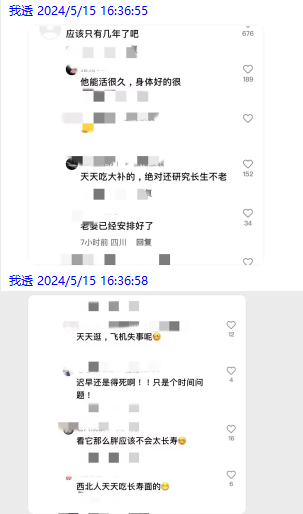 我透 2024/5/15 16:36:55
应该只有几年了吧
676
他能活很久，身体好的很
189
天天吃大补的，绝对还研究长生不老
152
老婆已经安排好了
34
7小时前 四川 回复
我透 2024/5/15 16:36:58
天天逛，飞机失事呢😂
12
迟早还是得死啊！！只是个时间问
题！
4
看它那么胖应该不会太长寿😂
16
西北人天天吃长寿面的😁
6